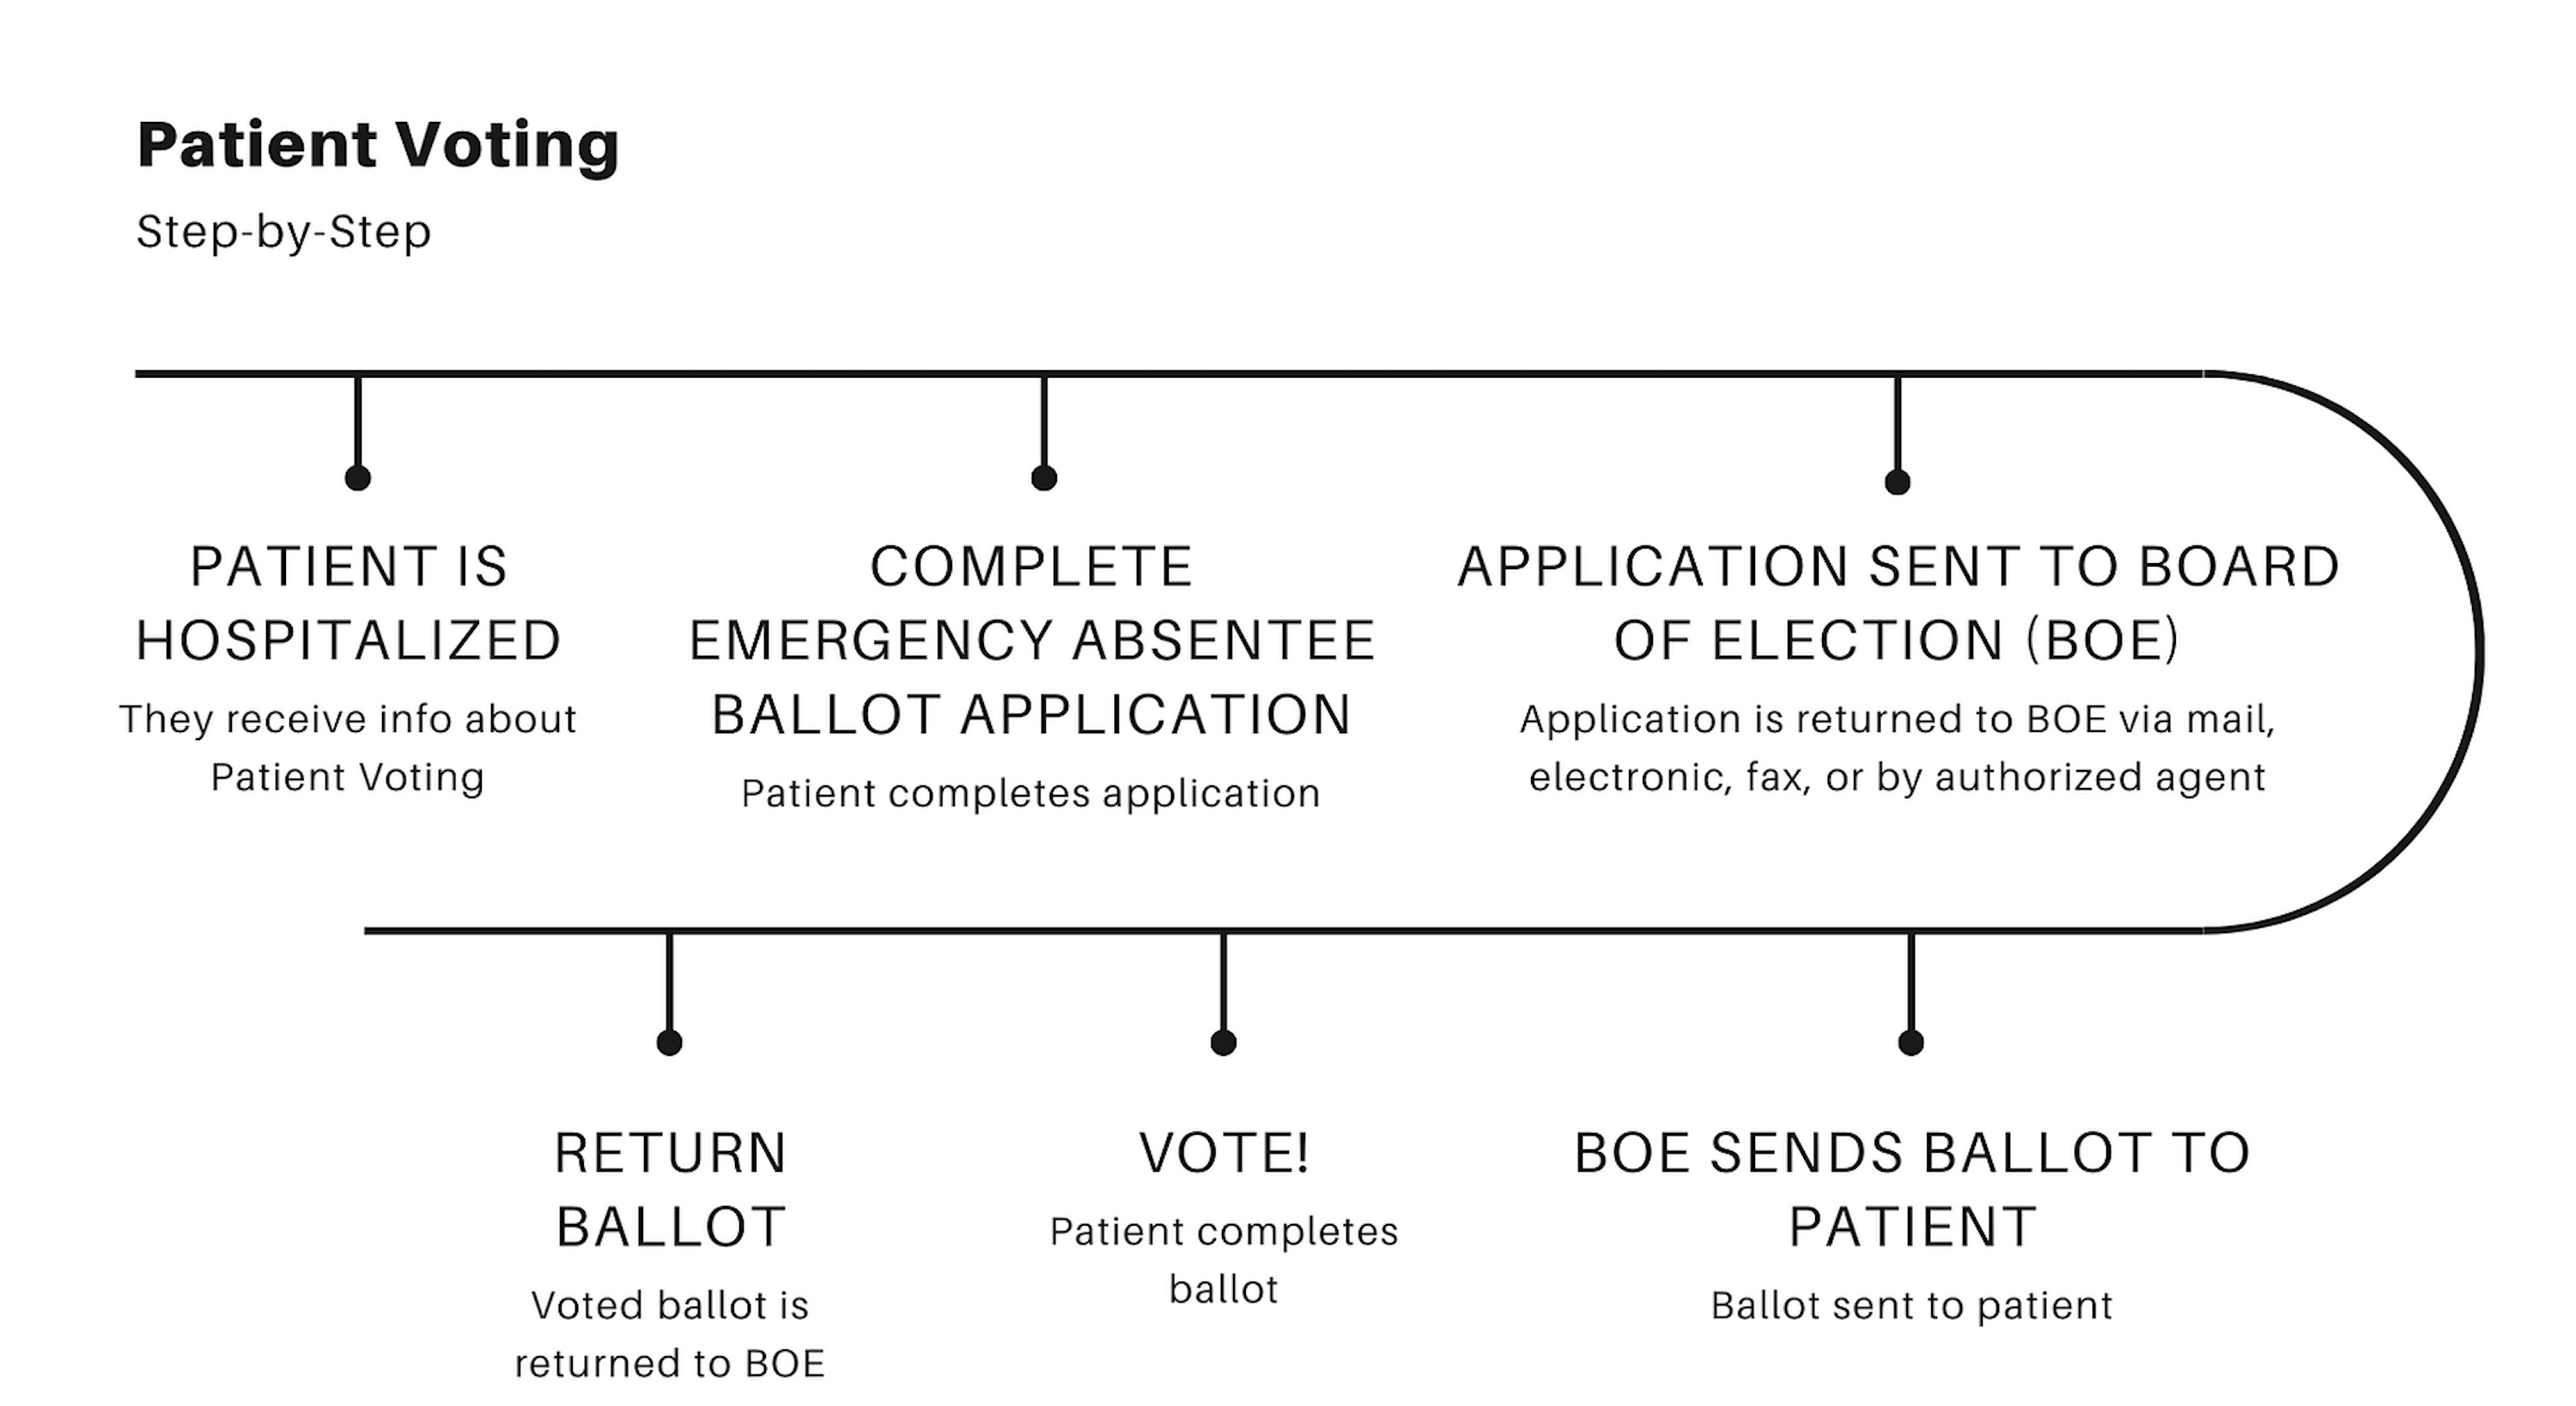 Patient Voting
Step-by-Step
PATIENT IS
HOSPITALIZED
They receive info about
Patient Voting
COMPLETE
EMERGENCY ABSENTEE
BALLOT APPLICATION
Patient completes application
APPLICATION SENT TO BOARD
OF ELECTION (BOE)
Application is returned to BOE via mail,
electronic, fax, or by authorized agent
BOE SENDS BALLOT TO
PATIENT
Ballot sent to patient
VOTE!
Patient completes
ballot
RETURN
BALLOT
Voted ballot is
returned to BOE